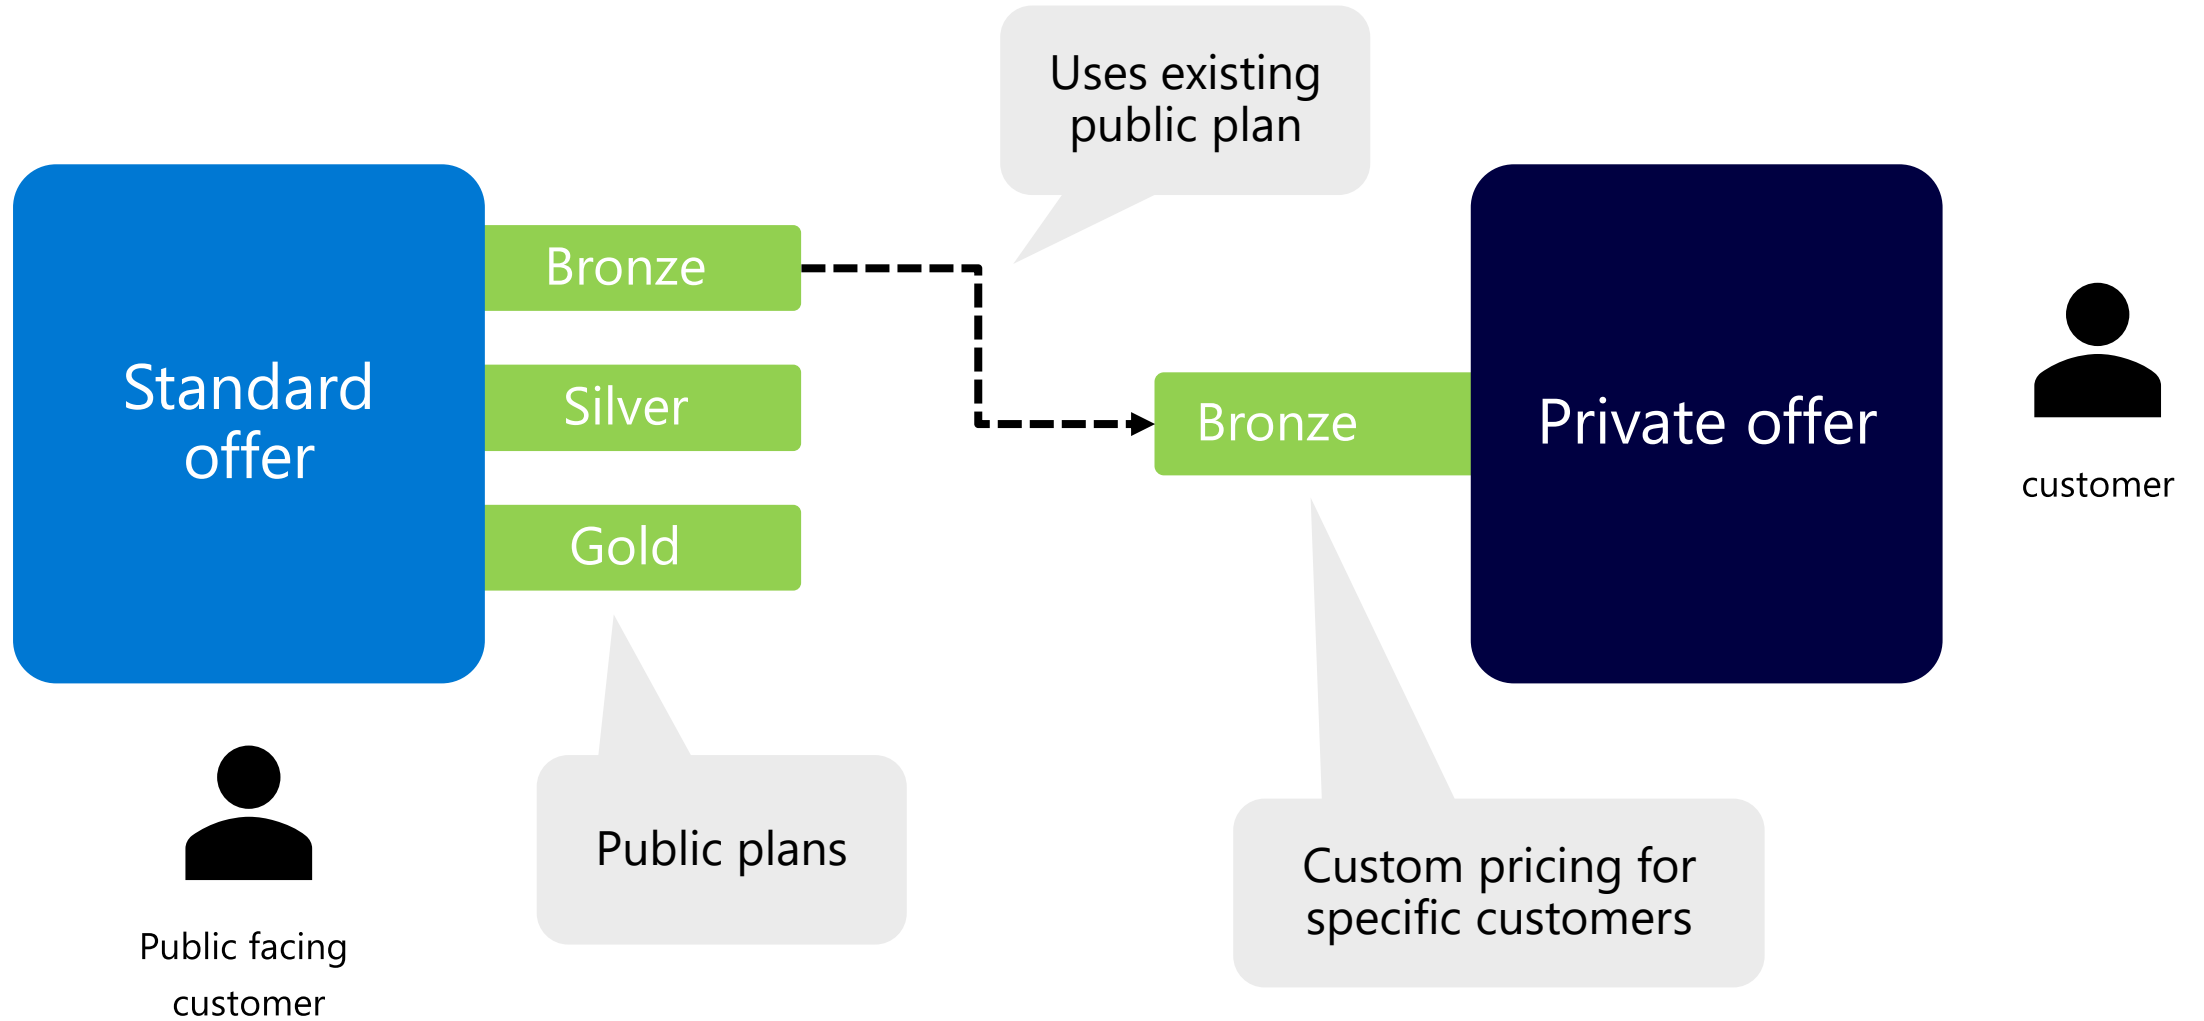 Uses existing
public plan
Bronze
Silver
Gold
Standard
offer
Bronze
Private offer
customer
Public plans
Custom pricing for
specific customers
Public facing
customer